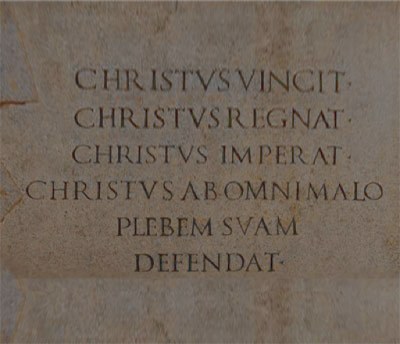 CHRISTVS VINCIT·
CHRISTVS REGNAT·
CHRISTVS IMPERAT·
CHRISTVS AB OMNI MALO
PLEBEM SVAM
DEFENDAT·